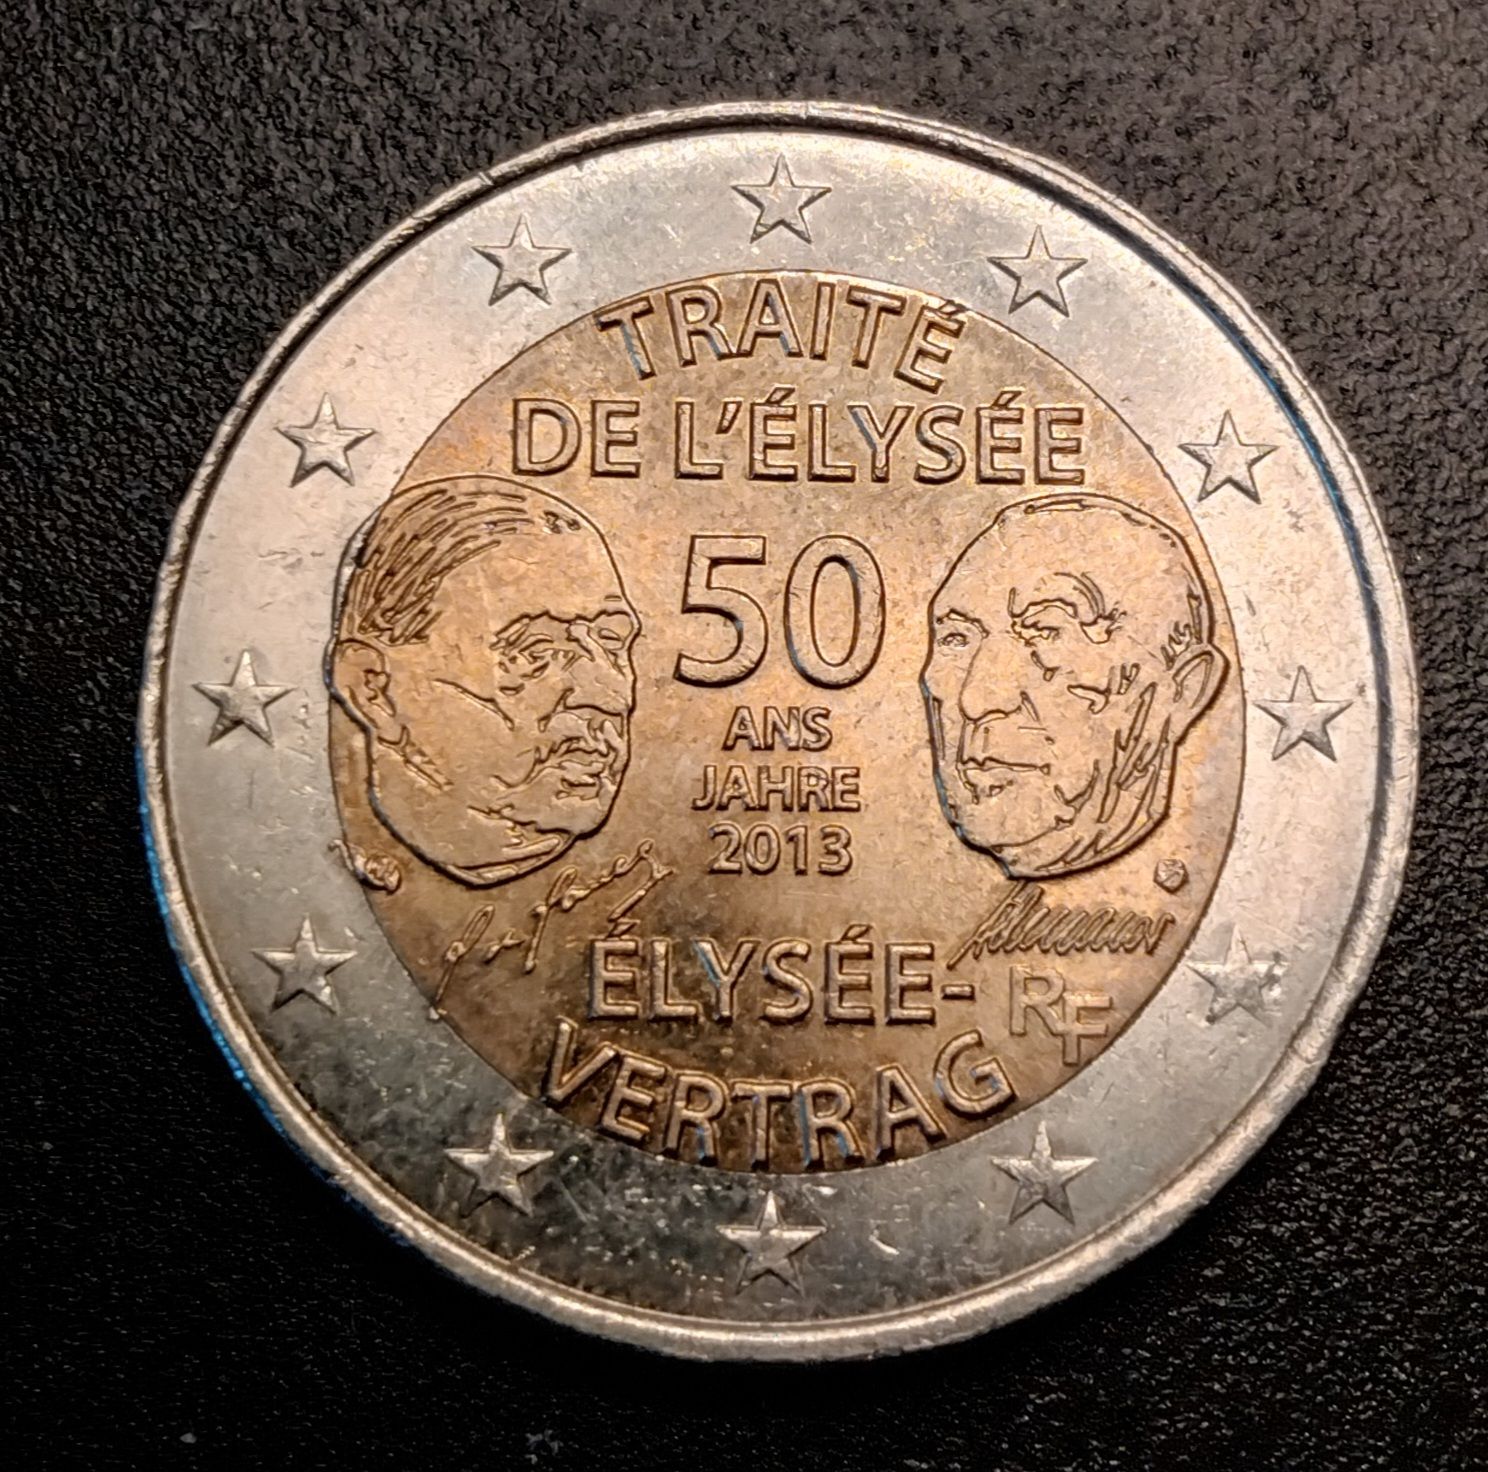 TRAITÉ
DE L'ÉLYSÉE
50
ANS
JAHRE
2013
ÉLYSÉE-
RF
VERTRAG